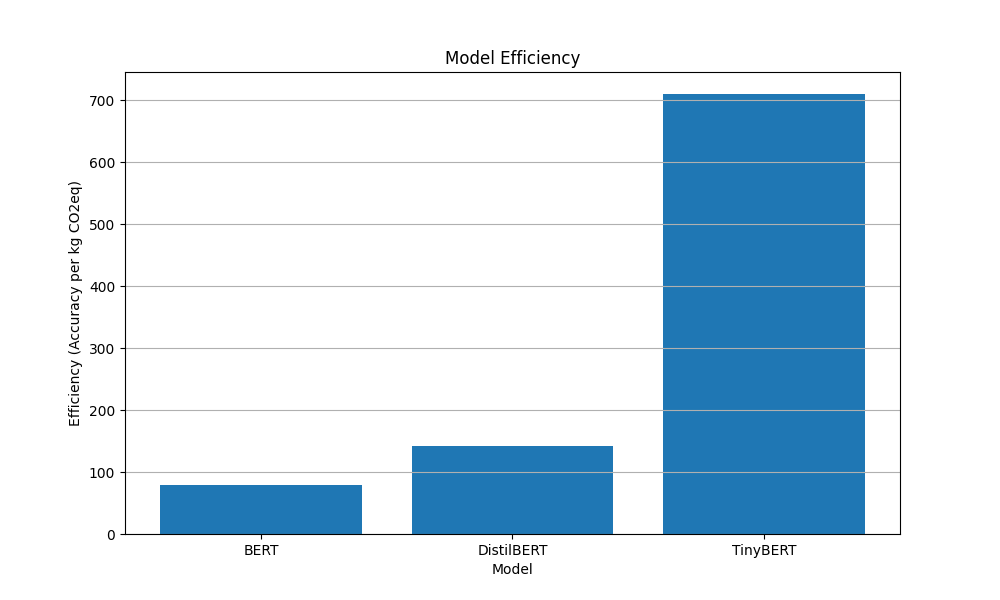 Model Efficiency
Efficiency (Accuracy per kg CO2eq)
700
600
500
400
300
200
100
0
BERT
DistilBERT
TinyBERT
Model